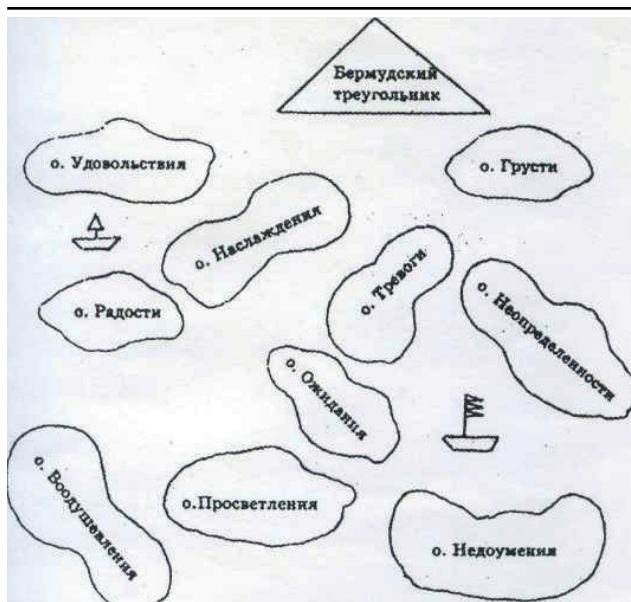 Бермудский
треугольник
о. Удовольствия
о. Грусти
о. Наслаждения
о. Тревоги
о. Радости
о. Неопределенности
о. Ожидания
о. Воодушевления
о.Просветления
о. Недоумения